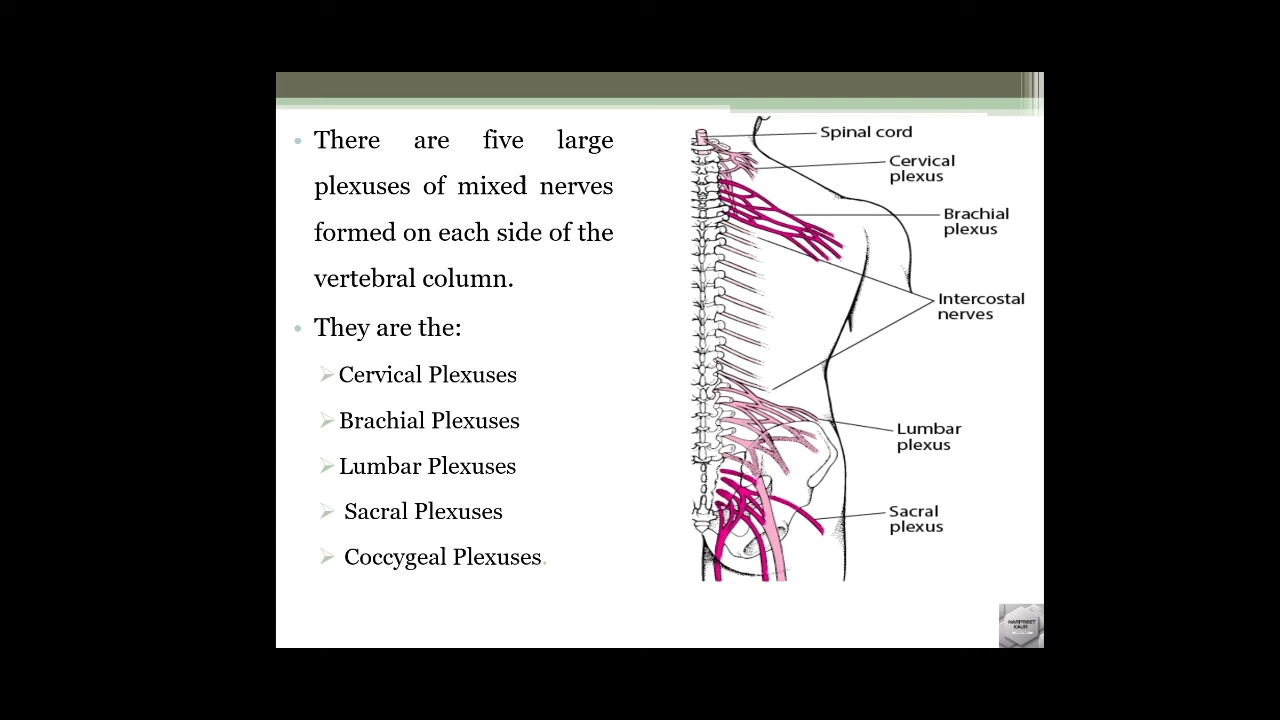 There are five large
plexuses of mixed nerves
formed on each side of the
vertebral column.
They are the:
Cervical Plexuses
Brachial Plexuses
Lumbar Plexuses
Sacral Plexuses
Coccygeal Plexuses.
Spinal cord
Cervical
plexus
Brachial
plexus
Intercostal
nerves
Lumbar
plexus
Sacral
plexus
HARPREET
KAUR